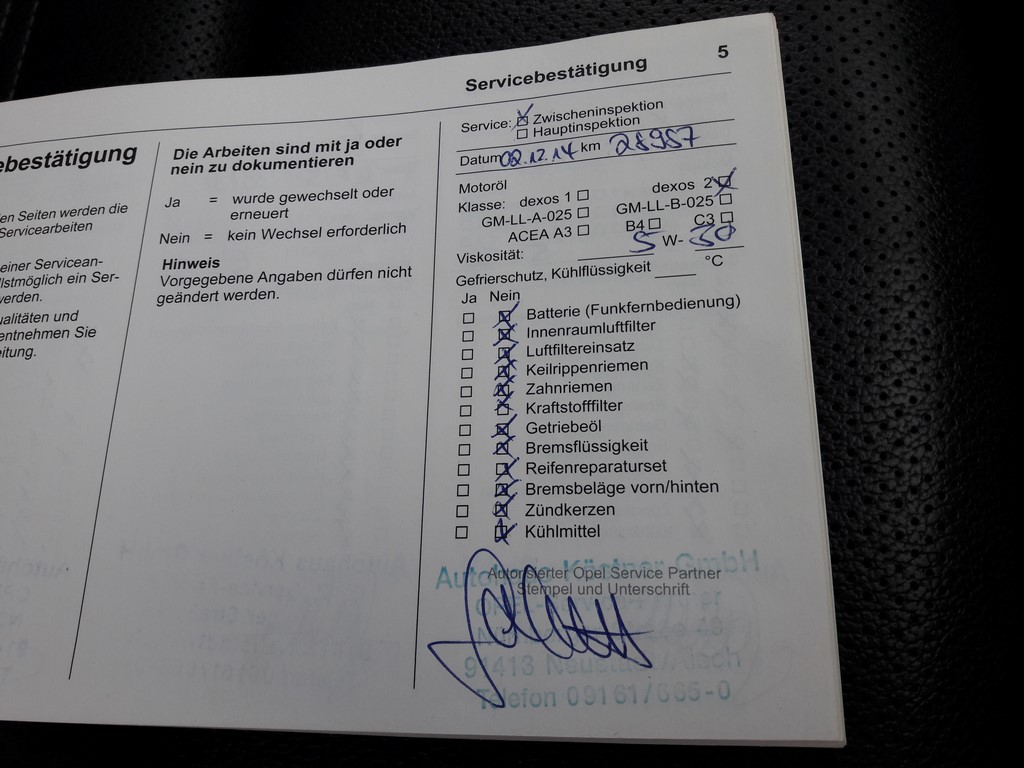 Servicebestätigung 5
ebestätigung
en Seiten werden die
Servicearbeiten
einer Servicean-
lstmöglich ein Ser-
werden.
ualitäten und
entnehmen Sie
eitung.
Die Arbeiten sind mit ja oder
nein zu dokumentieren
Ja = wurde gewechselt oder
erneuert
Nein = kein Wechsel erforderlich
Hinweis
Vorgegebene Angaben dürfen nicht
geändert werden.
Service: Zwischeninspektion
Hauptinspektion
Datum 02.12.14 km 28987
Motoröl
Klasse: dexos 1 dexos 2
GM-LL-A-025 GM-LL-B-025
ACEA A3 B4 C3
Viskosität: 5 W-30
Gefrierschutz, Kühlflüssigkeit °C
Ja Nein
Batterie (Funkfernbedienung)
Innenraumluftfilter
Luftfiltereinsatz
Keilrippenriemen
Zahnriemen
Kraftstofffilter
Getriebeöl
Bremsflüssigkeit
Reifenreparaturset
Bremsbeläge vorn/hinten
Zündkerzen
Kühlmittel
Autorisierter Opel Service Partner
Stempel und Unterschrift
GmbH
91413
Telefon 09161/